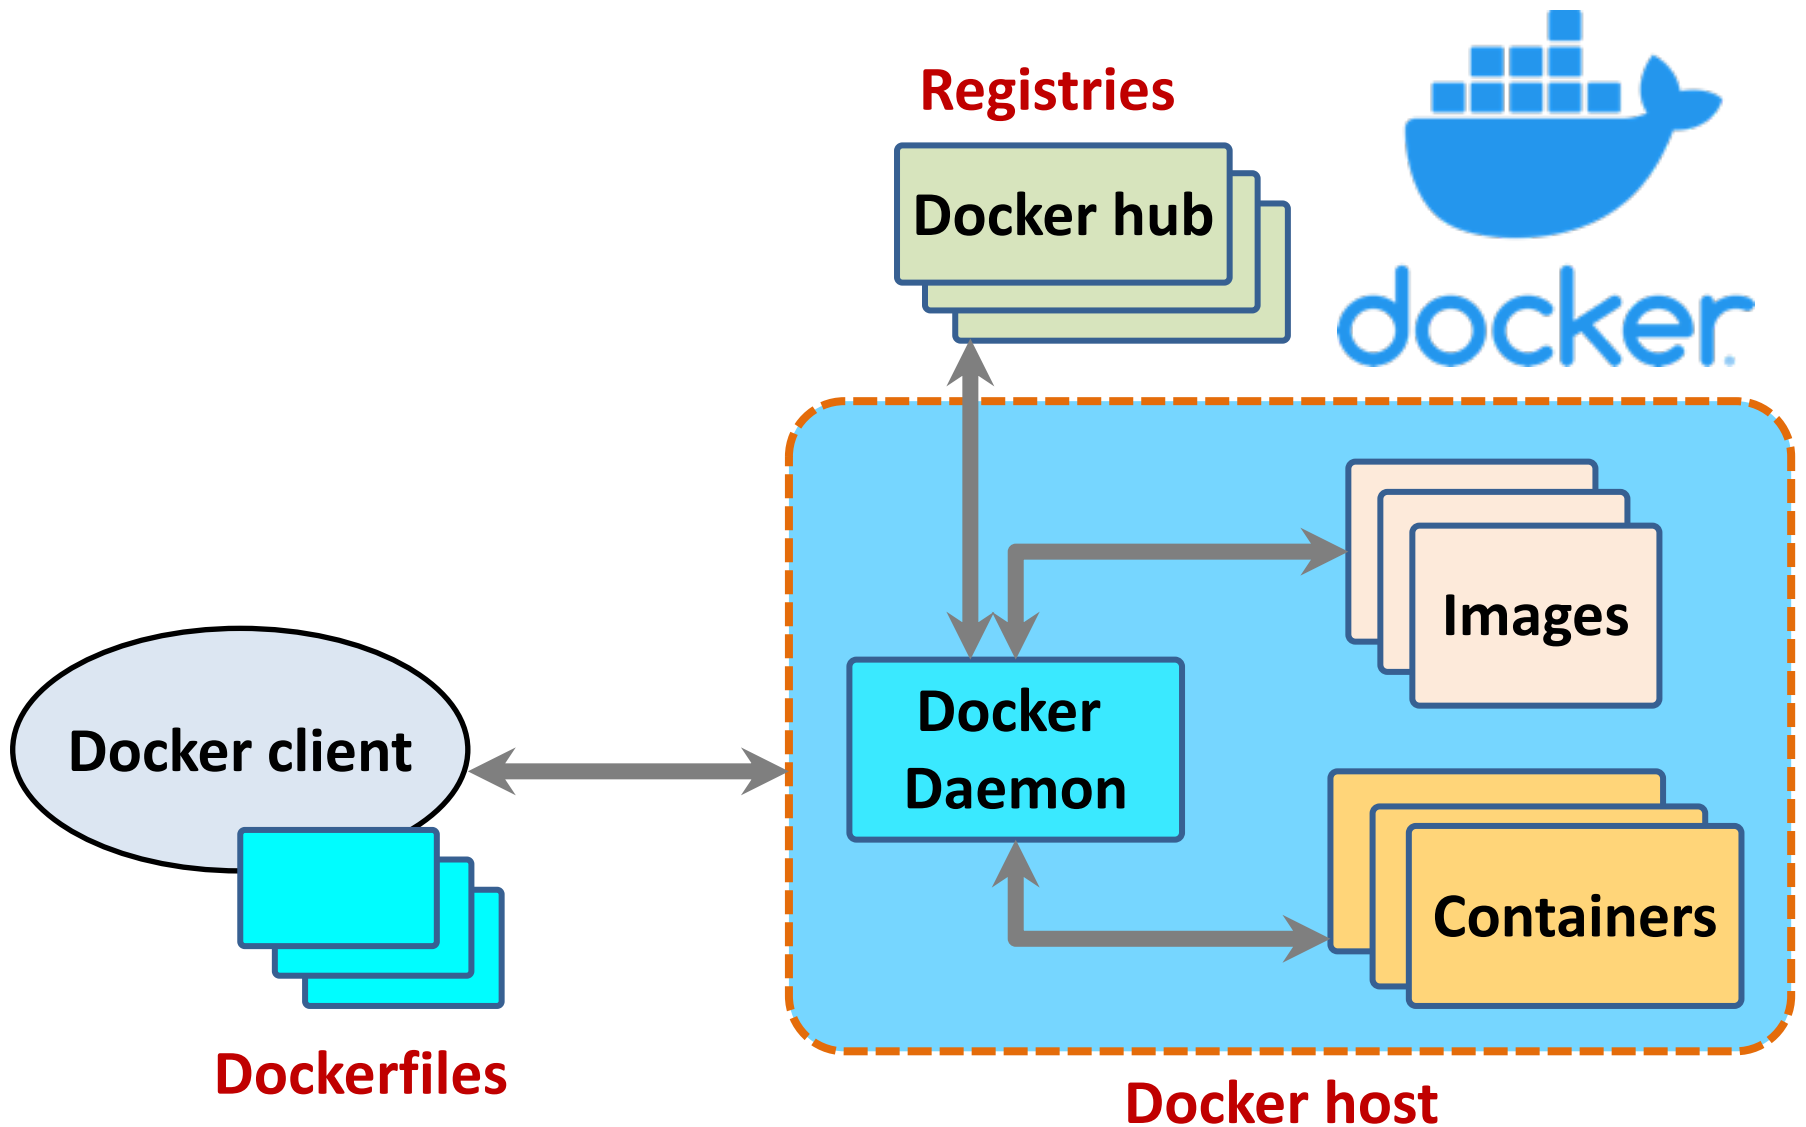 Registries
Docker hub
docker
Images
Docker
Daemon
Docker client
Containers
Dockerfiles
Docker host